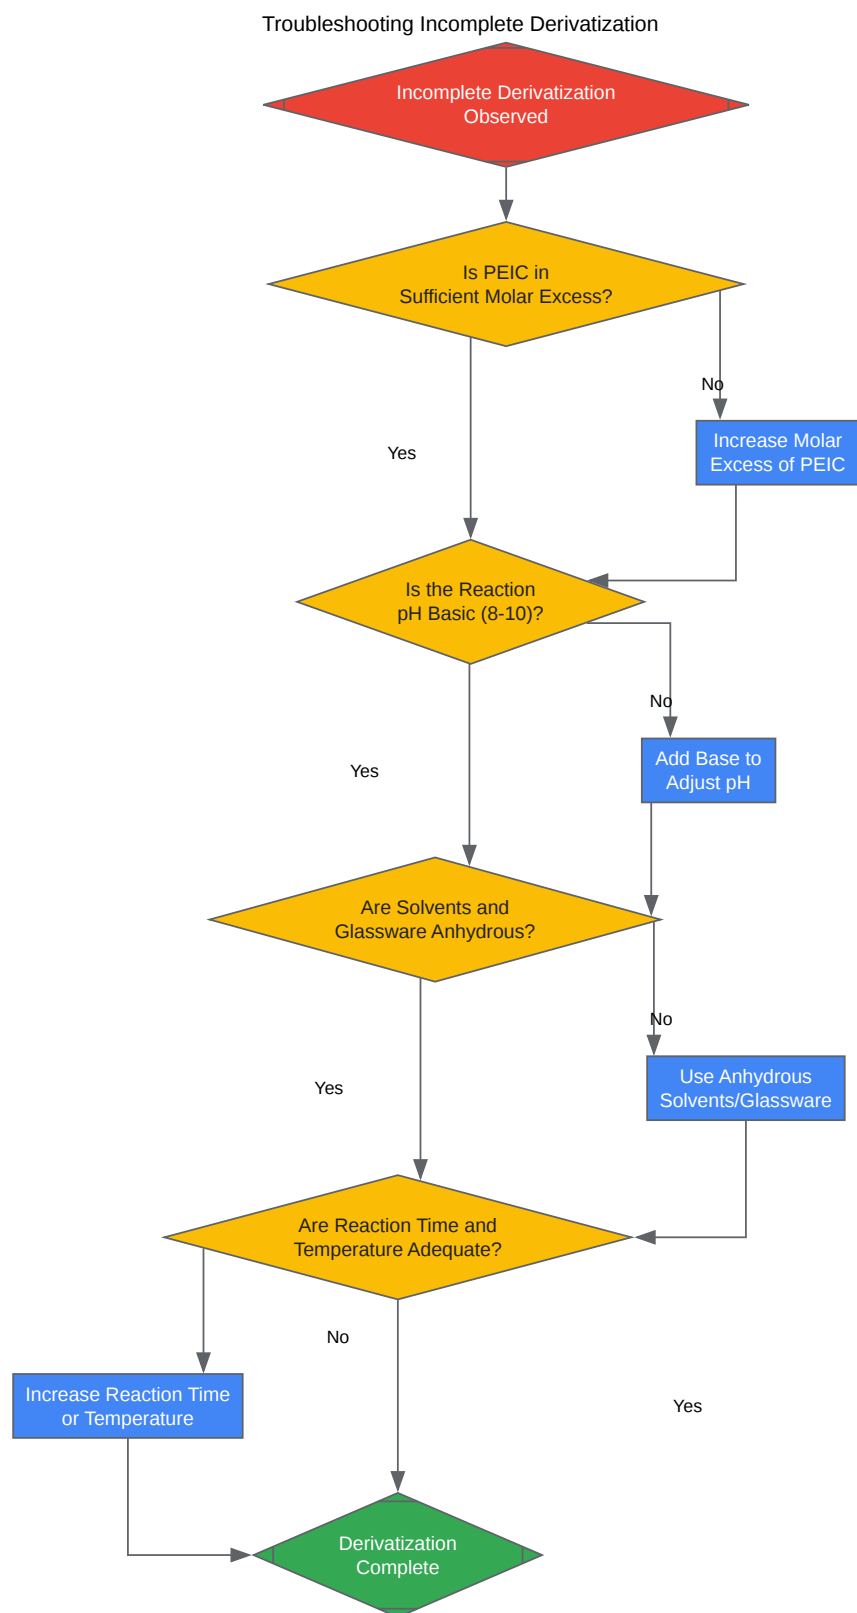 Troubleshooting Incomplete Derivatization
Incomplete Derivatization
Observed
Is PEIC in
Sufficient Molar Excess?
No
Increase Molar
Excess of PEIC
Yes
Is the Reaction
pH Basic (8-10)?
No
Add Base to
Adjust pH
Yes
Are Solvents and
Glassware Anhydrous?
No
Use Anhydrous
Solvents/Glassware
Yes
Are Reaction Time and
Temperature Adequate?
No
Increase Reaction Time
or Temperature
Yes
Derivatization
Complete